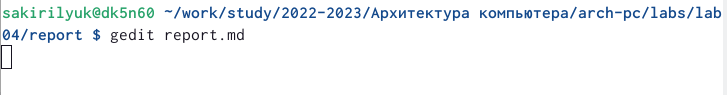 sakirilyuk@dk5n60 ~/work/study/2022-2023/Архитектура компьютера/arch-pc/labs/lab
04/report $ gedit report.md